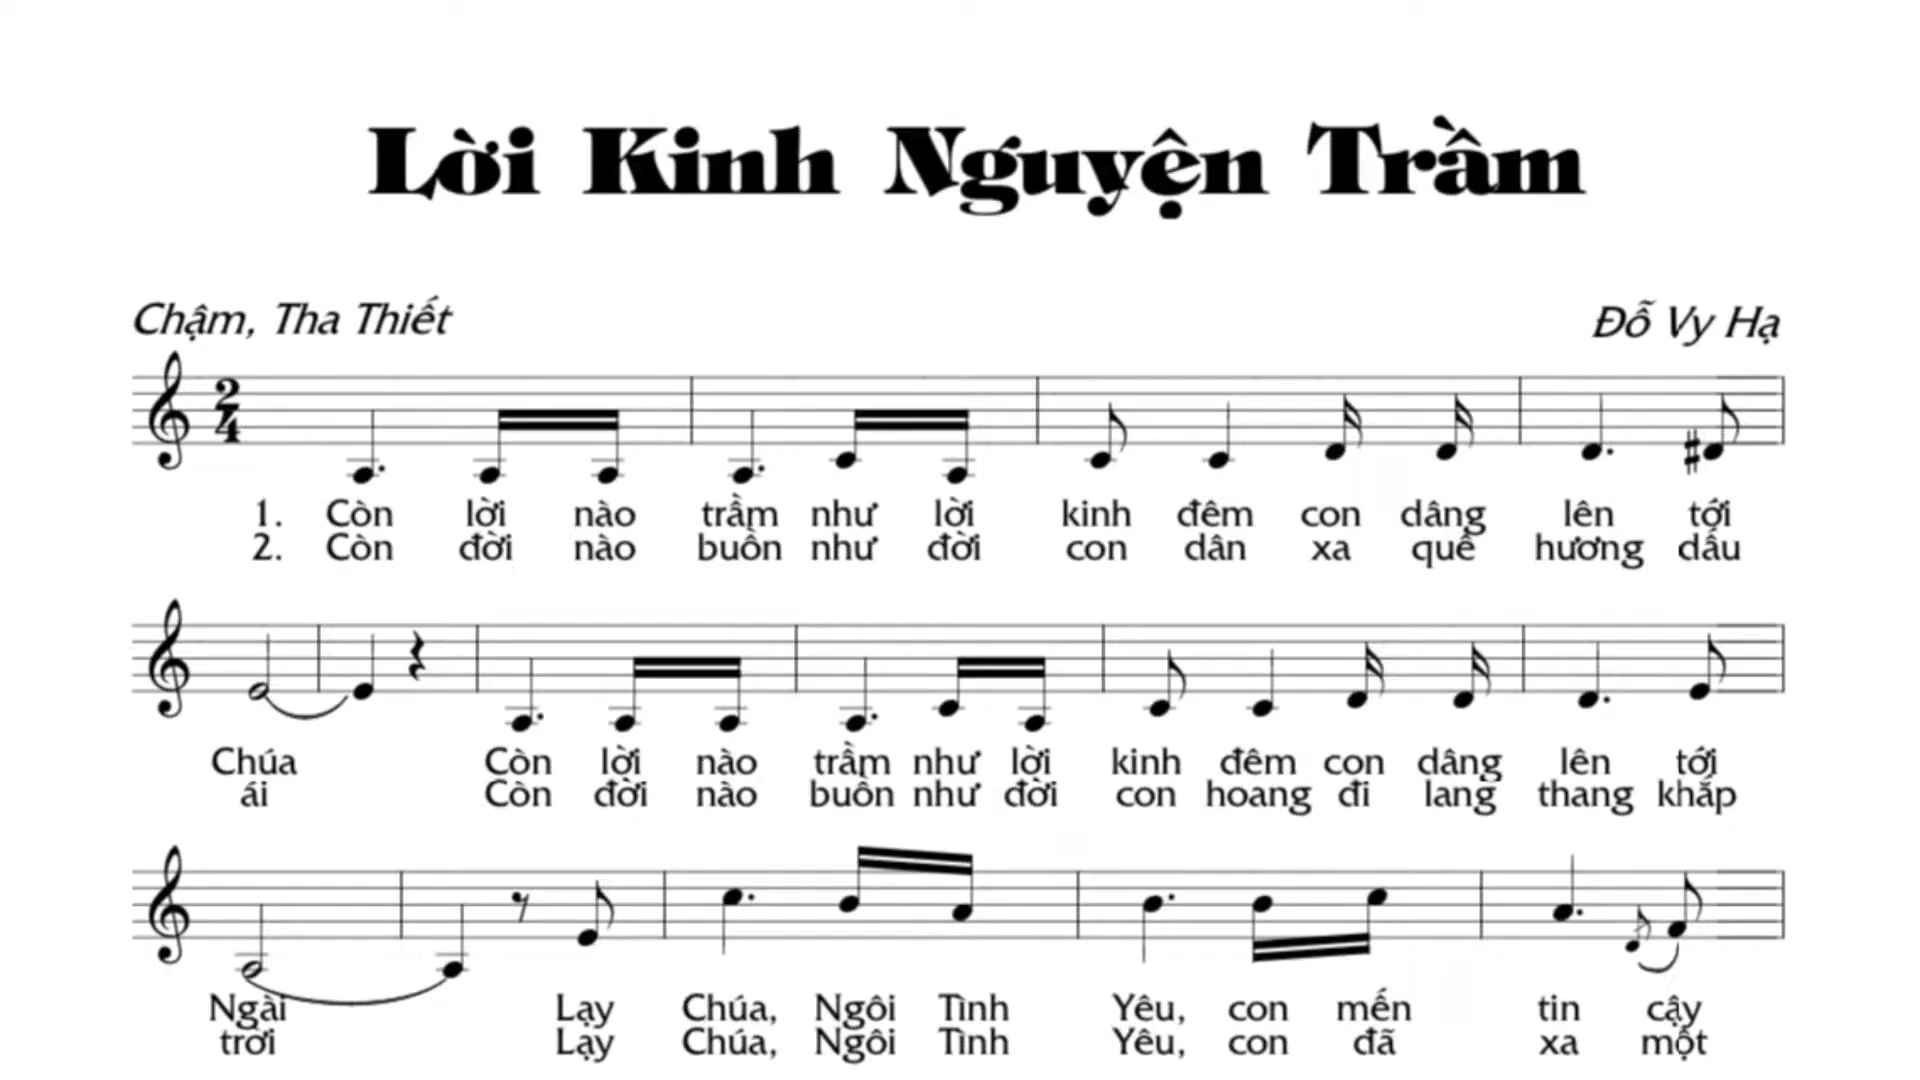 Lời Kinh Nguyện Trầm
Chậm, Tha Thiết
Đỗ Vy Hạ
2
4
1. Còn lời nào trầm như lời kinh đêm con dâng lên tới
2. Còn đời nào buồn như đời con dân xa quê hương dấu
Chúa Còn lời nào trầm như lời kinh đêm con dâng lên tới
ái Còn đời nào buồn như đời con hoang đi lang thang khắp
Ngài Lạy Chúa, Ngôi Tình Yêu, con mến tin cậy
trời Lạy Chúa, Ngôi Tình Yêu, con đã xa một